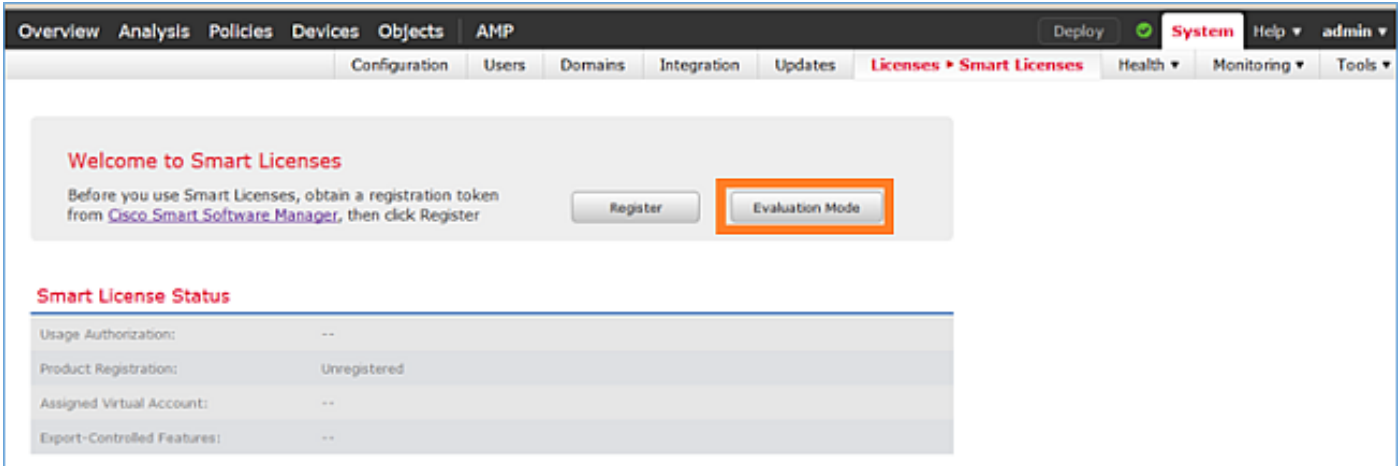 Overview Analysis Policies Devices Objects AMP Deploy System Help ▾ admin ▾
Configuration Users Domains Integration Updates Licenses ▸ Smart Licenses Health ▾ Monitoring ▾ Tools ▾
Welcome to Smart Licenses
Before you use Smart Licenses, obtain a registration token
from Cisco Smart Software Manager, then click Register
Register Evaluation Mode
Smart License Status
Usage Authorization: --
Product Registration: Unregistered
Assigned Virtual Account: --
Export-Controlled Features: --